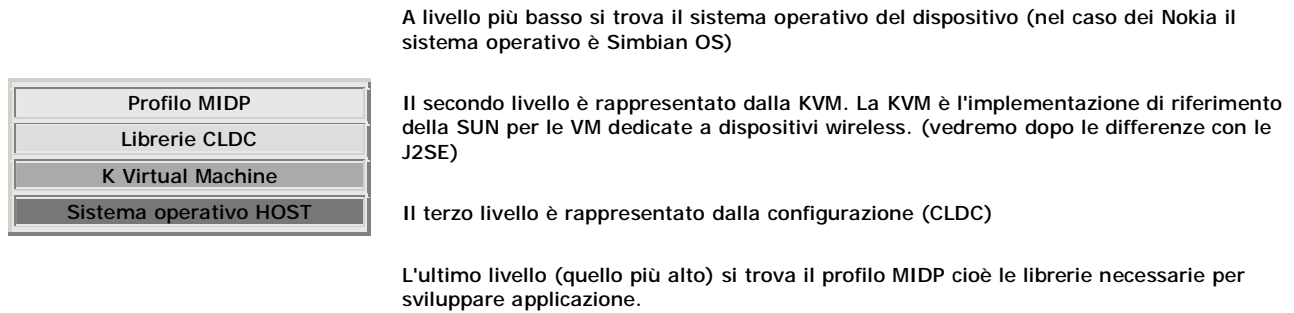 A livello più basso si trova il sistema operativo del dispositivo (nel caso dei Nokia il
sistema operativo è Simbian OS)
Profilo MIDP
Librerie CLDC
K Virtual Machine
Sistema operativo HOST
Il secondo livello è rappresentato dalla KVM. La KVM è l'implementazione di riferimento
della SUN per le VM dedicate a dispositivi wireless. (vedremo dopo le differenze con le
J2SE)
Il terzo livello è rappresentato dalla configurazione (CLDC)
L'ultimo livello (quello più alto) si trova il profilo MIDP cioè le librerie necessarie per
sviluppare applicazione.